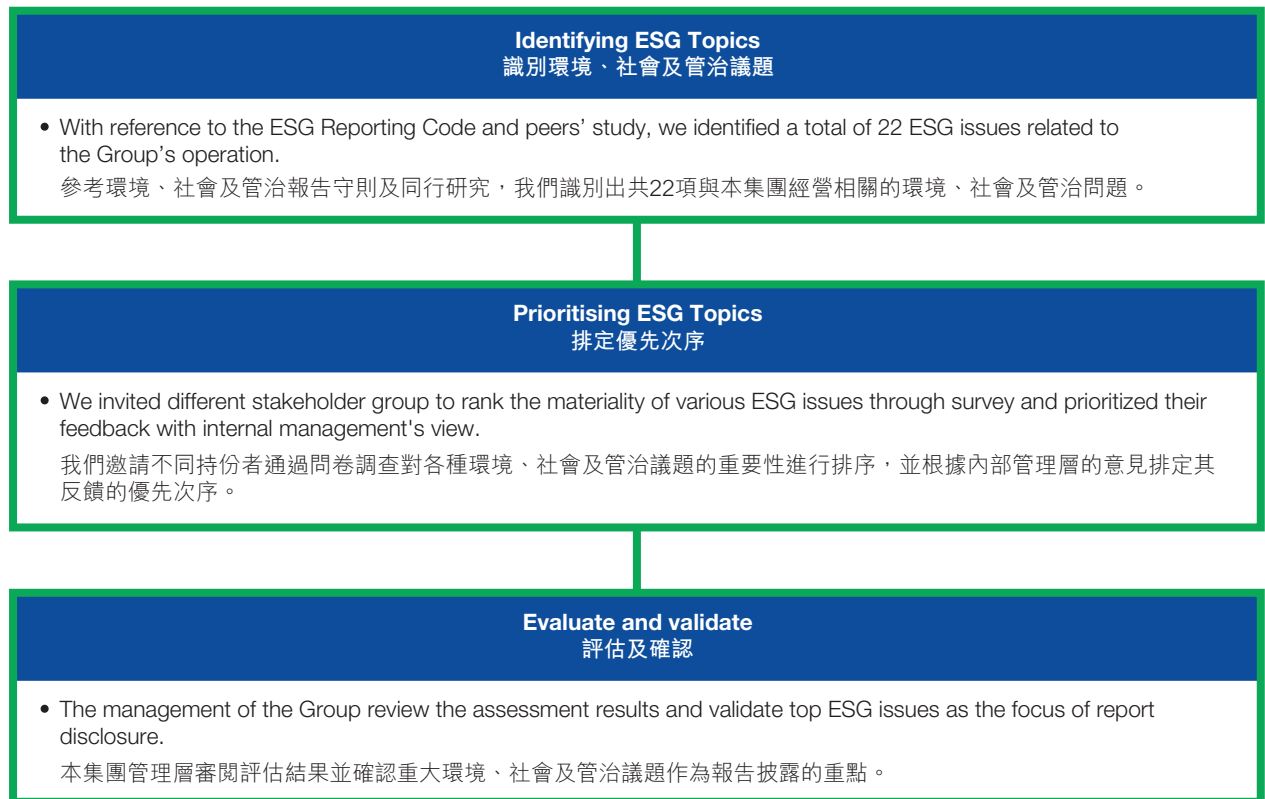 Identifying ESG Topics
識別環境、社會及管治議題
• With reference to the ESG Reporting Code and peers’ study, we identified a total of 22 ESG issues related to
the Group’s operation.
參考環境、社會及管治報告守則及同行研究，我們識別出共22項與本集團經營相關的環境、社會及管治問題。
Prioritising ESG Topics
排定優先次序
• We invited different stakeholder group to rank the materiality of various ESG issues through survey and prioritized their
feedback with internal management's view.
我們邀請不同持份者通過問卷調查對各種環境、社會及管治議題的重要性進行排序，並根據內部管理層的意見排定其
反饋的優先次序。
Evaluate and validate
評估及確認
• The management of the Group review the assessment results and validate top ESG issues as the focus of report
disclosure.
本集團管理層審閱評估結果並確認重大環境、社會及管治議題作為報告披露的重點。